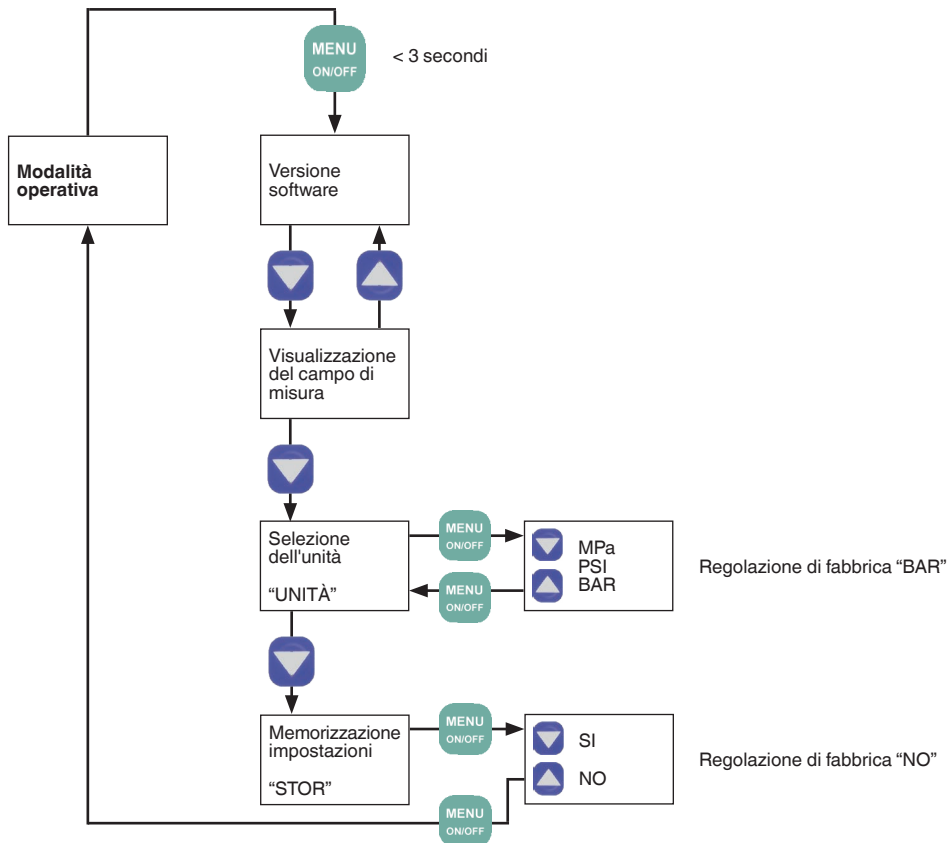 MENU
ON/OFF
< 3 secondi
Modalità
operativa
Versione
software
Visualizzazione
del campo di
misura
Selezione
dell'unità
"UNITÀ"
MENU
ON/OFF
MENU
ON/OFF
MPa
PSI
BAR
Regolazione di fabbrica “BAR”
Memorizzazione
impostazioni
“STOR”
MENU
ON/OFF
SI
NO
Regolazione di fabbrica “NO”
MENU
ON/OFF